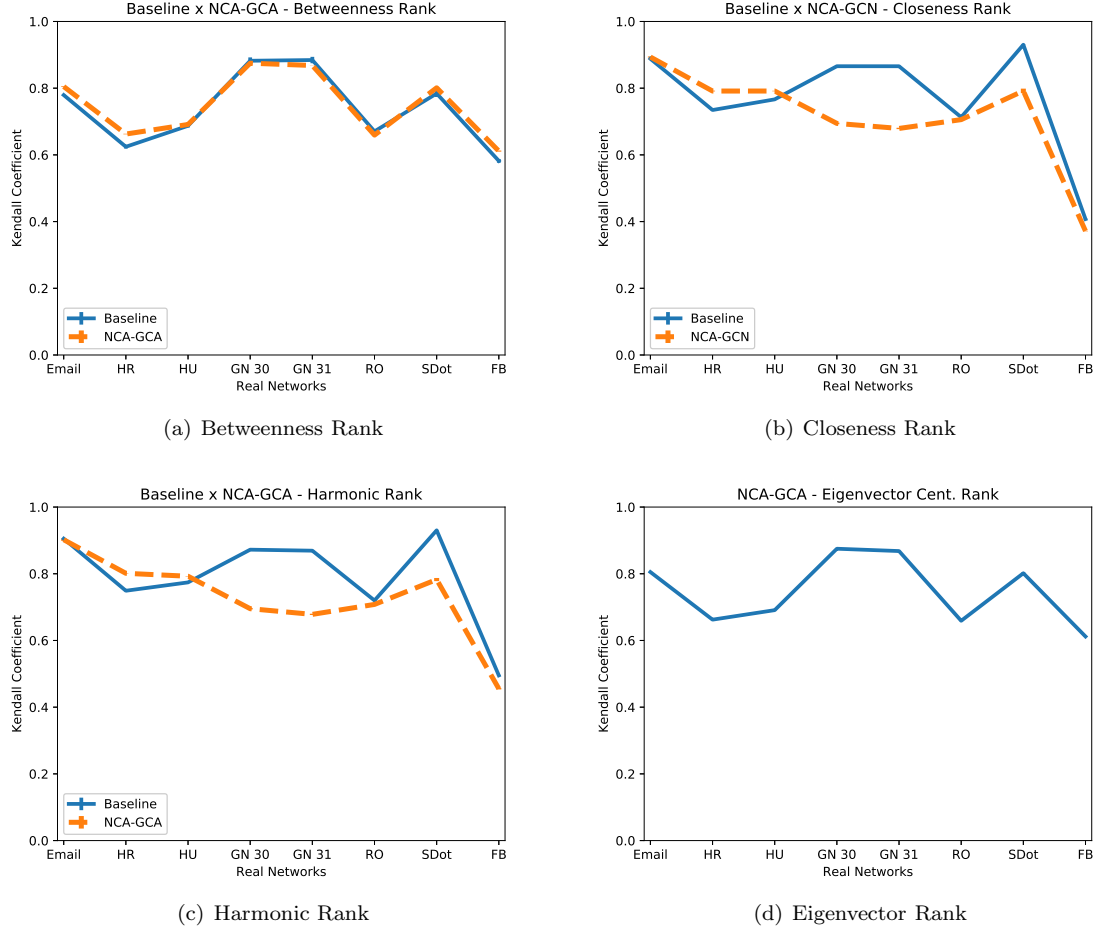 Baseline x NCA-GCA - Betweenness Rank
1.0
0.8
0.6
0.4
0.2
0.0
Kendall Coefficient
Baseline
NCA-GCA
Email HR HU GN 30 GN 31 RO SDot FB
Real Networks
(a) Betweenness Rank
Baseline x NCA-GCN - Closeness Rank
1.0
0.8
0.6
0.4
0.2
0.0
Kendall Coefficient
Baseline
NCA-GCN
Email HR HU GN 30 GN 31 RO SDot FB
Real Networks
(b) Closeness Rank
Baseline x NCA-GCA - Harmonic Rank
1.0
0.8
0.6
0.4
0.2
0.0
Kendall Coefficient
Baseline
NCA-GCA
Email HR HU GN 30 GN 31 RO SDot FB
Real Networks
(c) Harmonic Rank
NCA-GCA - Eigenvector Cent. Rank
1.0
0.8
0.6
0.4
0.2
0.0
Kendall Coefficient
Email HR HU GN 30 GN 31 RO SDot FB
Real Networks
(d) Eigenvector Rank